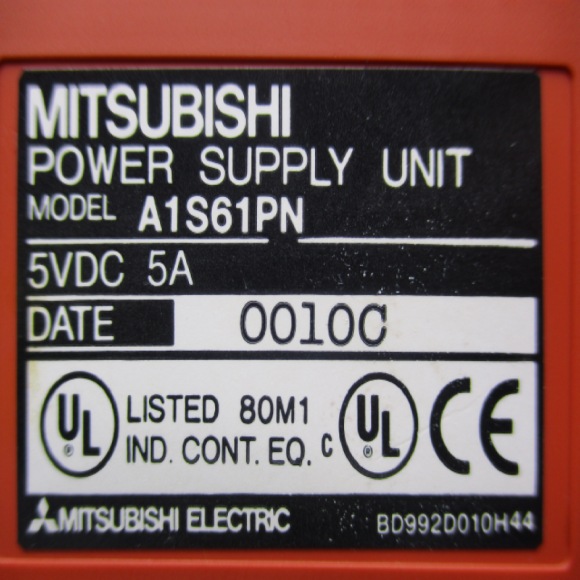 MITSUBISHI
POWER SUPPLY UNIT
MODEL A1S61PN
5VDC 5A
DATE 0010C
UL LISTED 80M1 C UL CE
IND. CONT. EQ.
MITSUBISHI ELECTRIC BD992D010H44